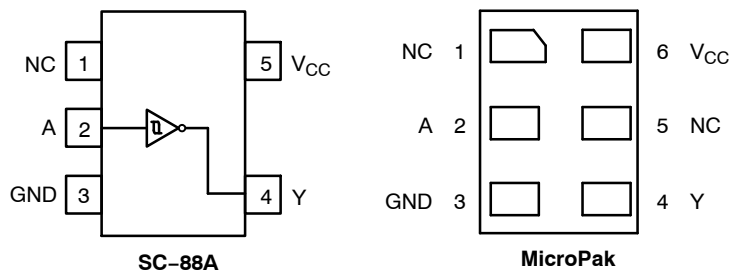 NC 1 5 VCC
A 2
GND 3 4 Y
SC–88A
NC 1 6 VCC
A 2 5 NC
GND 3 4 Y
MicroPak